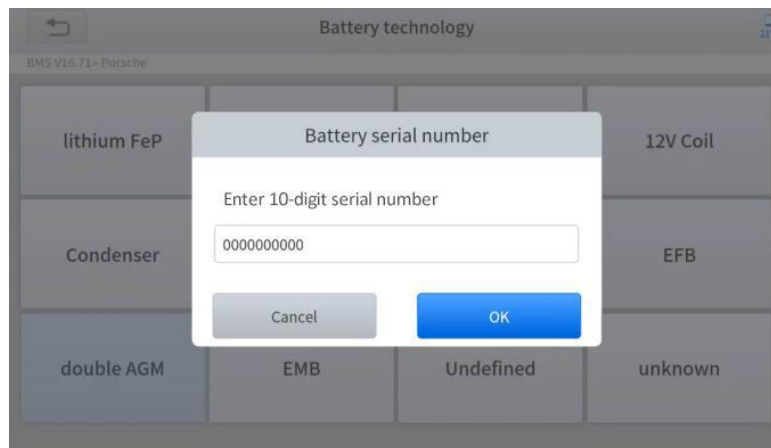 Battery technology
BMS V16.71> Porsche
lithium FeP
12V Coil
Battery serial number
Enter 10-digit serial number
0000000000
Condenser
EFB
Cancel
OK
double AGM
EMB
Undefined
unknown